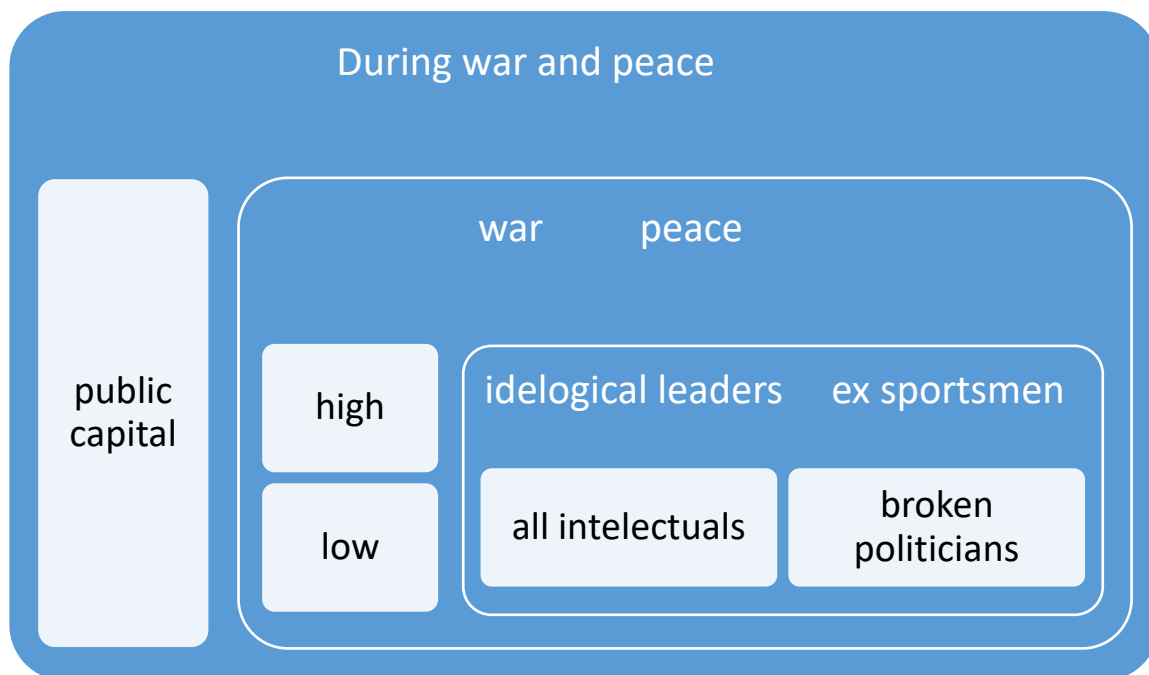 During war and peace
war peace
public
capital
high
idelogical leaders ex sportsmen
low
all intelectuals
broken
politicians